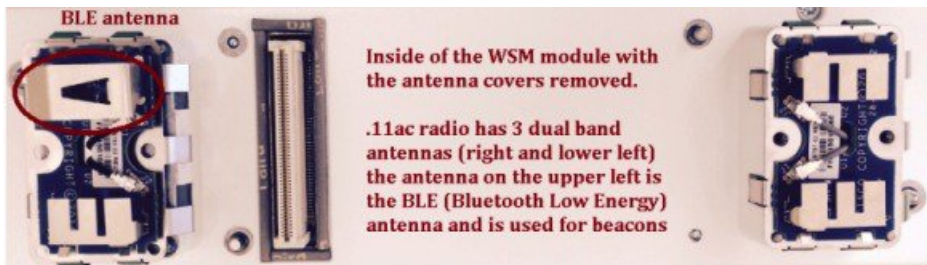 BLE antenna
Inside of the WSM module with
the antenna covers removed.
.11ac radio has 3 dual band
antennas (right and lower left)
the antenna on the upper left is
the BLE (Bluetooth Low Energy)
antenna and is used for beacons
COPYRIGHT